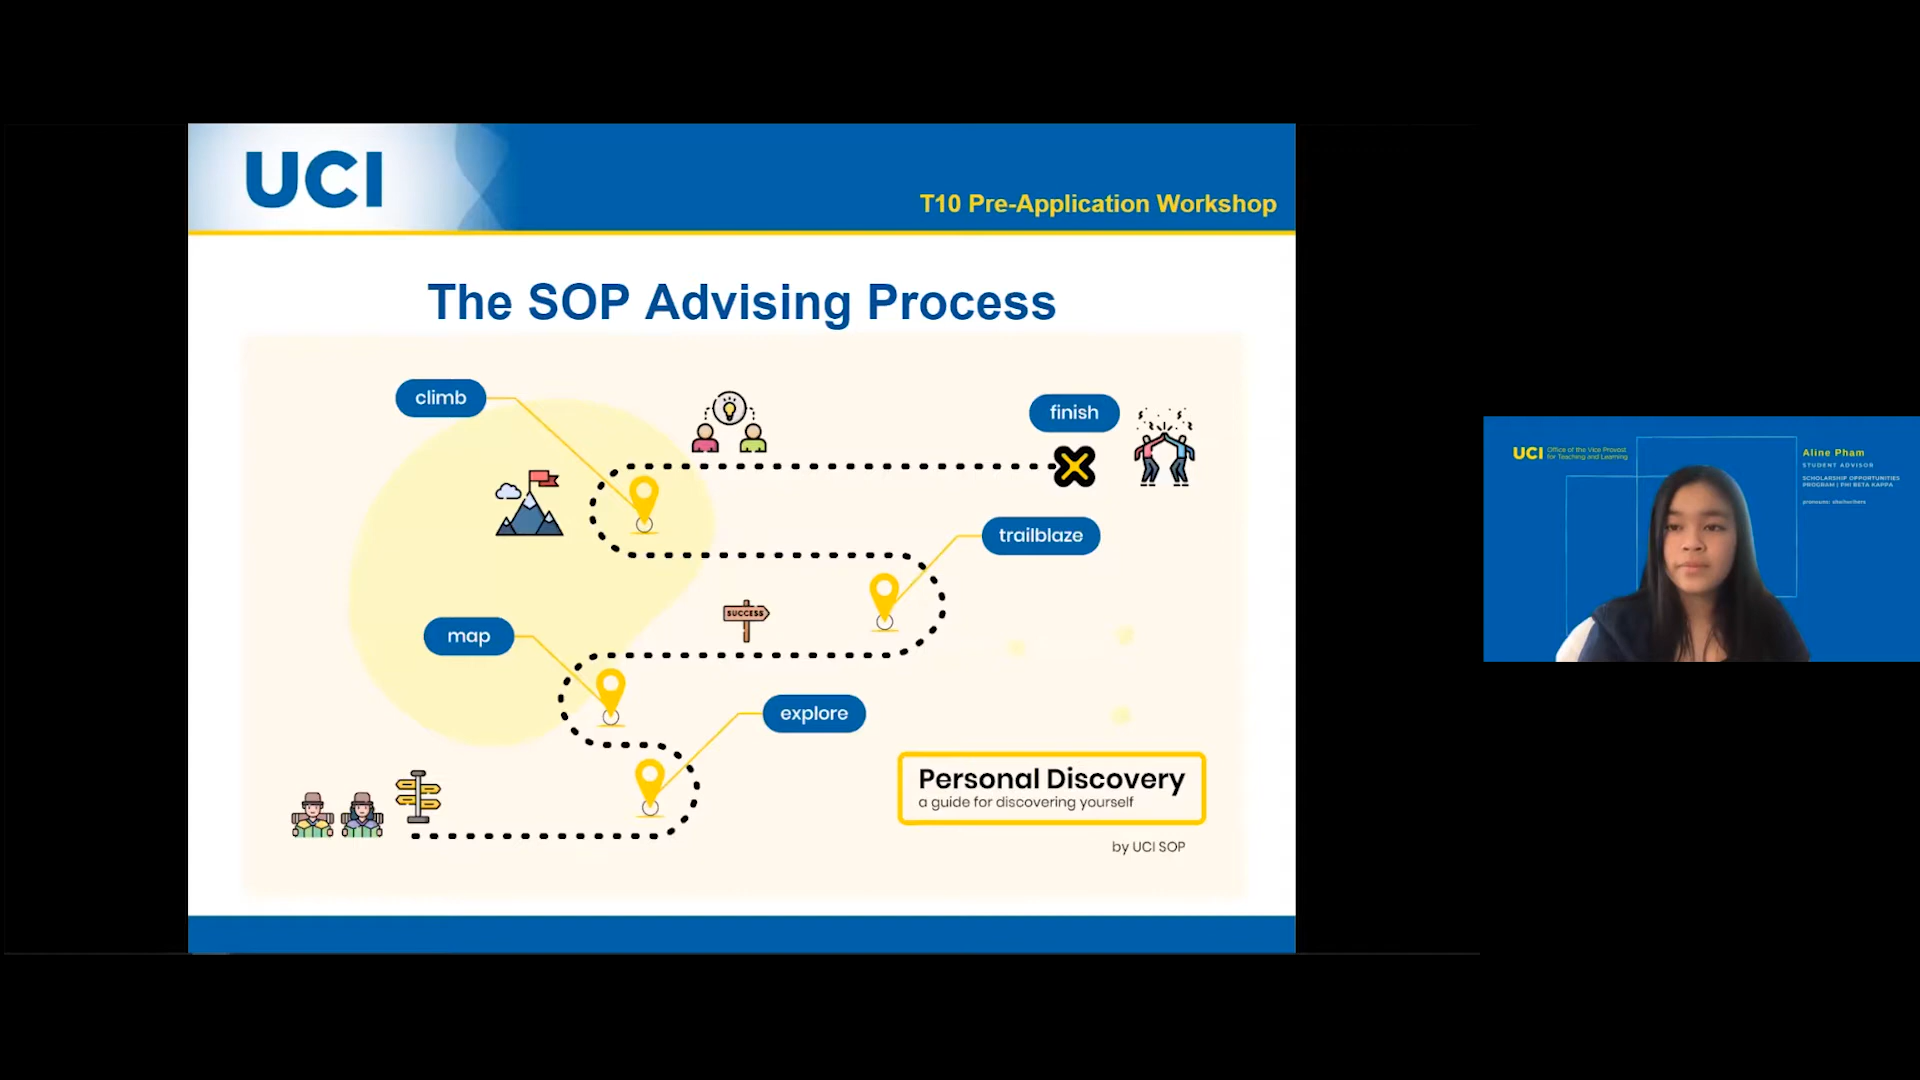 UCI
T10 Pre-Application Workshop
The SOP Advising Process
climb
finish
trailblaze
SUCCESS
map
explore
Personal Discovery
a guide for discovering yourself
by UCI SOP
UCI Office of the Vice Provost
for Teaching and Learning
Aline Pham
STUDENT ADVISOR
SCHOLARSHIP OPPORTUNITIES
PROGRAM | PHI BETA KAPPA
pronouns: she/her/hers